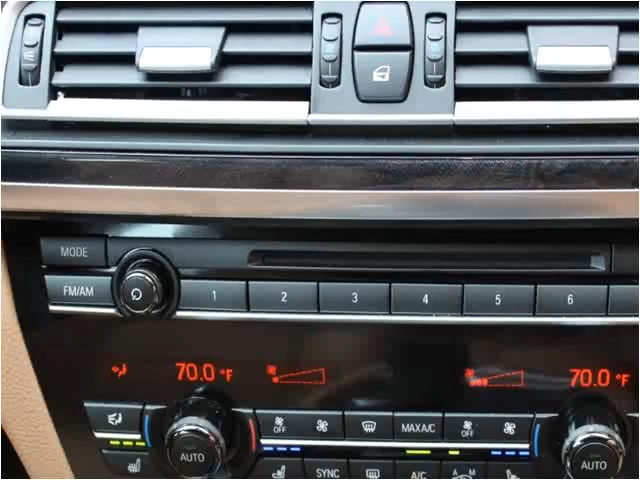 MODE
FM/AM 1 2 3 4 5 6
70.0 °F 70.0 °F
OFF MAX A/C OFF
AUTO AUTO
SYNC A/C A M